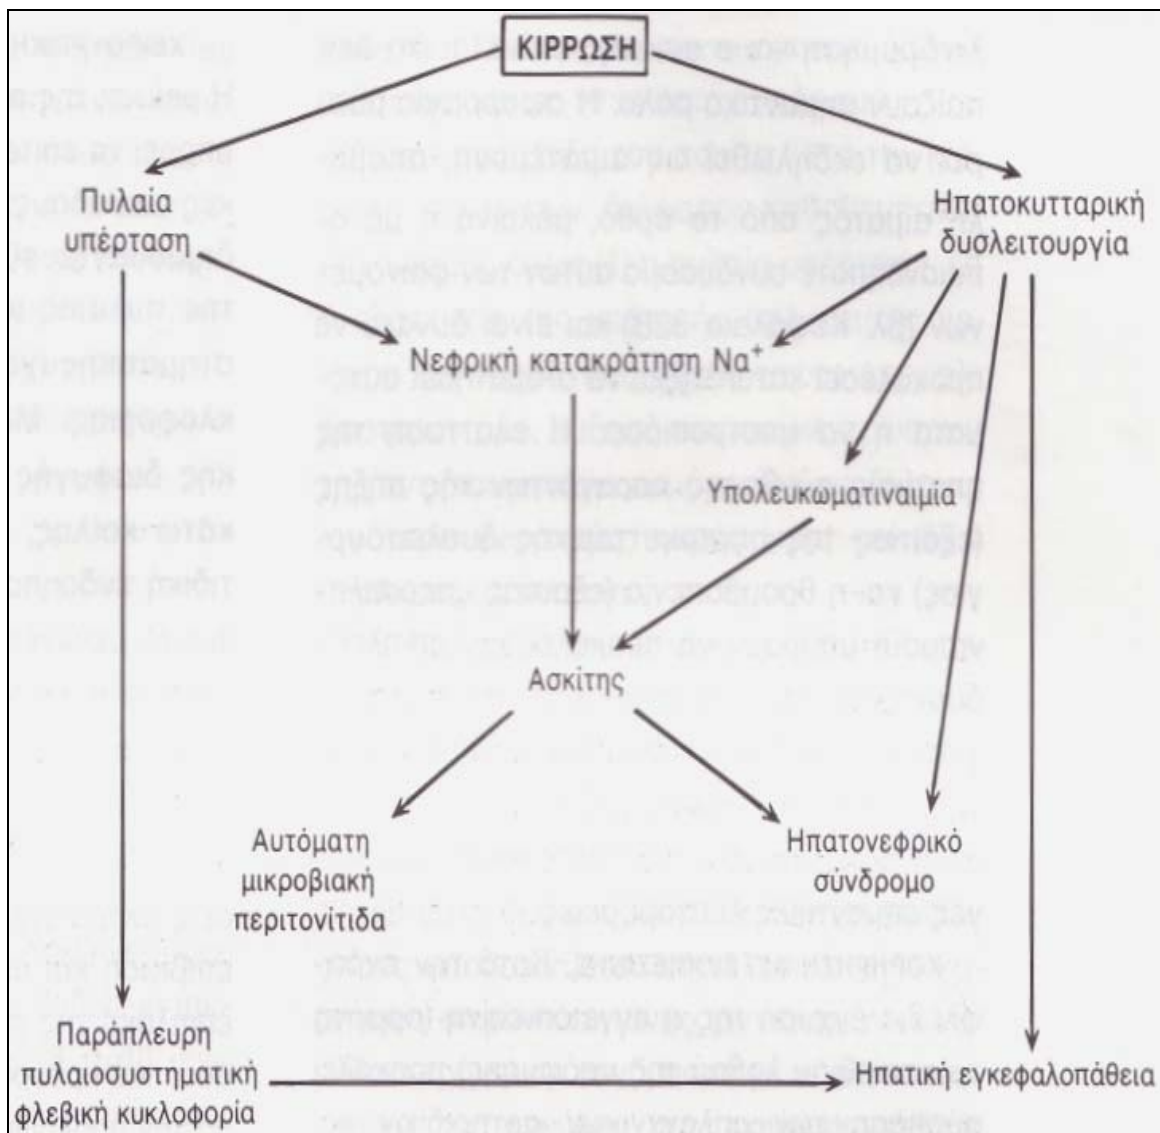 ΚΙΡΡΩΣΗ
Πυλαία
υπέρταση
Ηπατοκυτταρική
δυσλειτουργία
Νεφρική κατακράτηση Na⁺
Υπολευκωματιναιμία
Ασκίτης
Αυτόματη
μικροβιακή
περιτονίτιδα
Ηπατονεφρικό
σύνδρομο
Παράπλευρη
πυλαιοσυστηματική
φλεβική κυκλοφορία
Ηπατική εγκεφαλοπάθεια